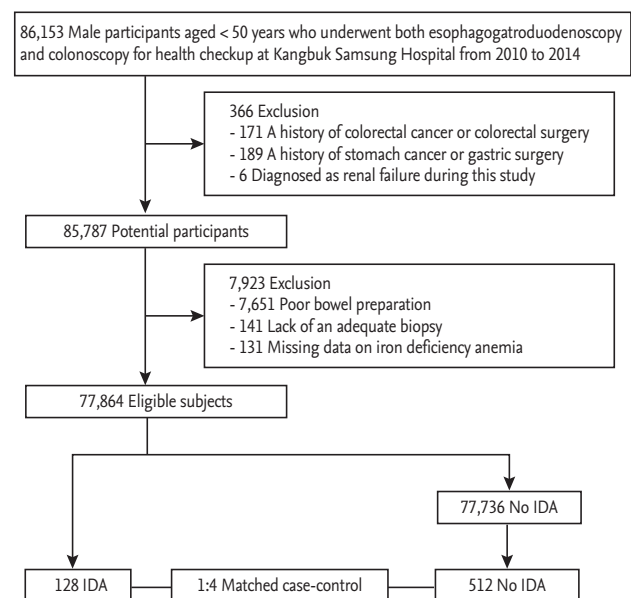 86,153 Male participants aged < 50 years who underwent both esophagogatroduodenoscopy
and colonoscopy for health checkup at Kangbuk Samsung Hospital from 2010 to 2014
366 Exclusion
- 171 A history of colorectal cancer or colorectal surgery
- 189 A history of stomach cancer or gastric surgery
- 6 Diagnosed as renal failure during this study
85,787 Potential participants
7,923 Exclusion
- 7,651 Poor bowel preparation
- 141 Lack of an adequate biopsy
- 131 Missing data on iron deficiency anemia
77,864 Eligible subjects
77,736 No IDA
128 IDA
1:4 Matched case-control
512 No IDA